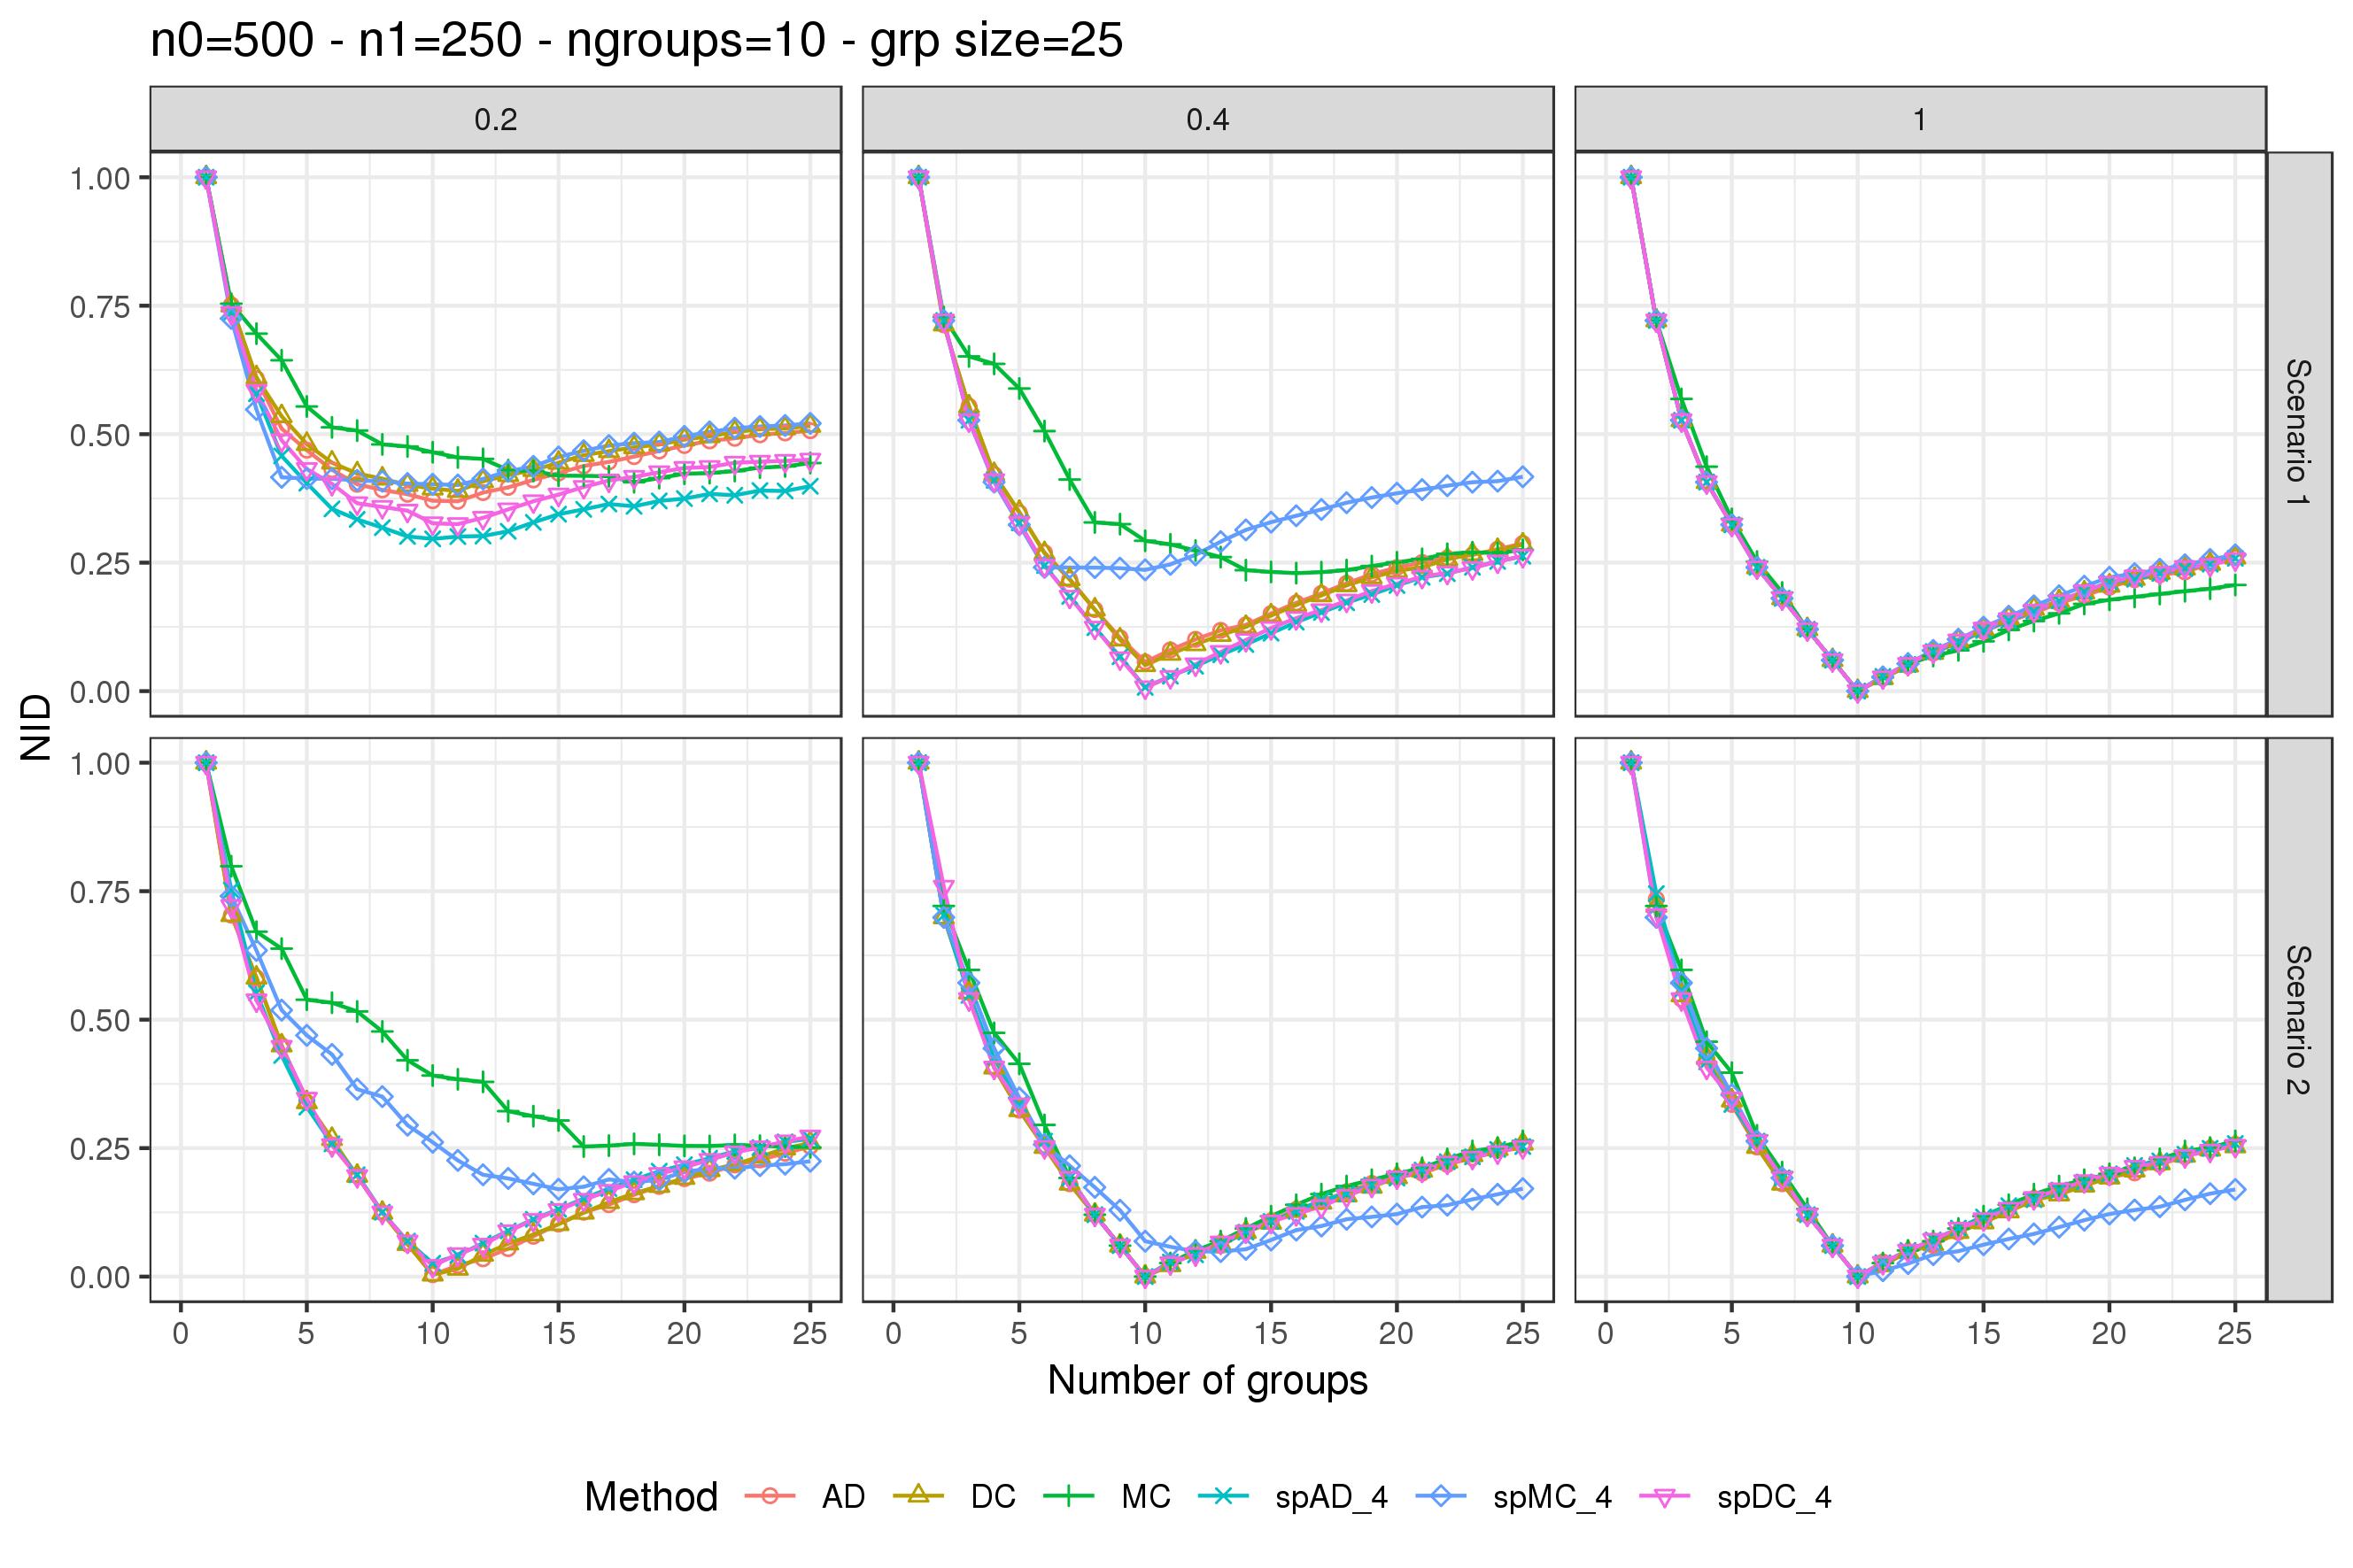 n0=500 - n1=250 - ngroups=10 - grp size=25
0.2 0.4 1
1.00
0.75
0.50
0.25
0.00
Scenario 1
NID
1.00
0.75
0.50
0.25
0.00
Scenario 2
0 5 10 15 20 25 0 5 10 15 20 25 0 5 10 15 20 25
Number of groups
Method AD DC MC spAD_4 spMC_4 spDC_4